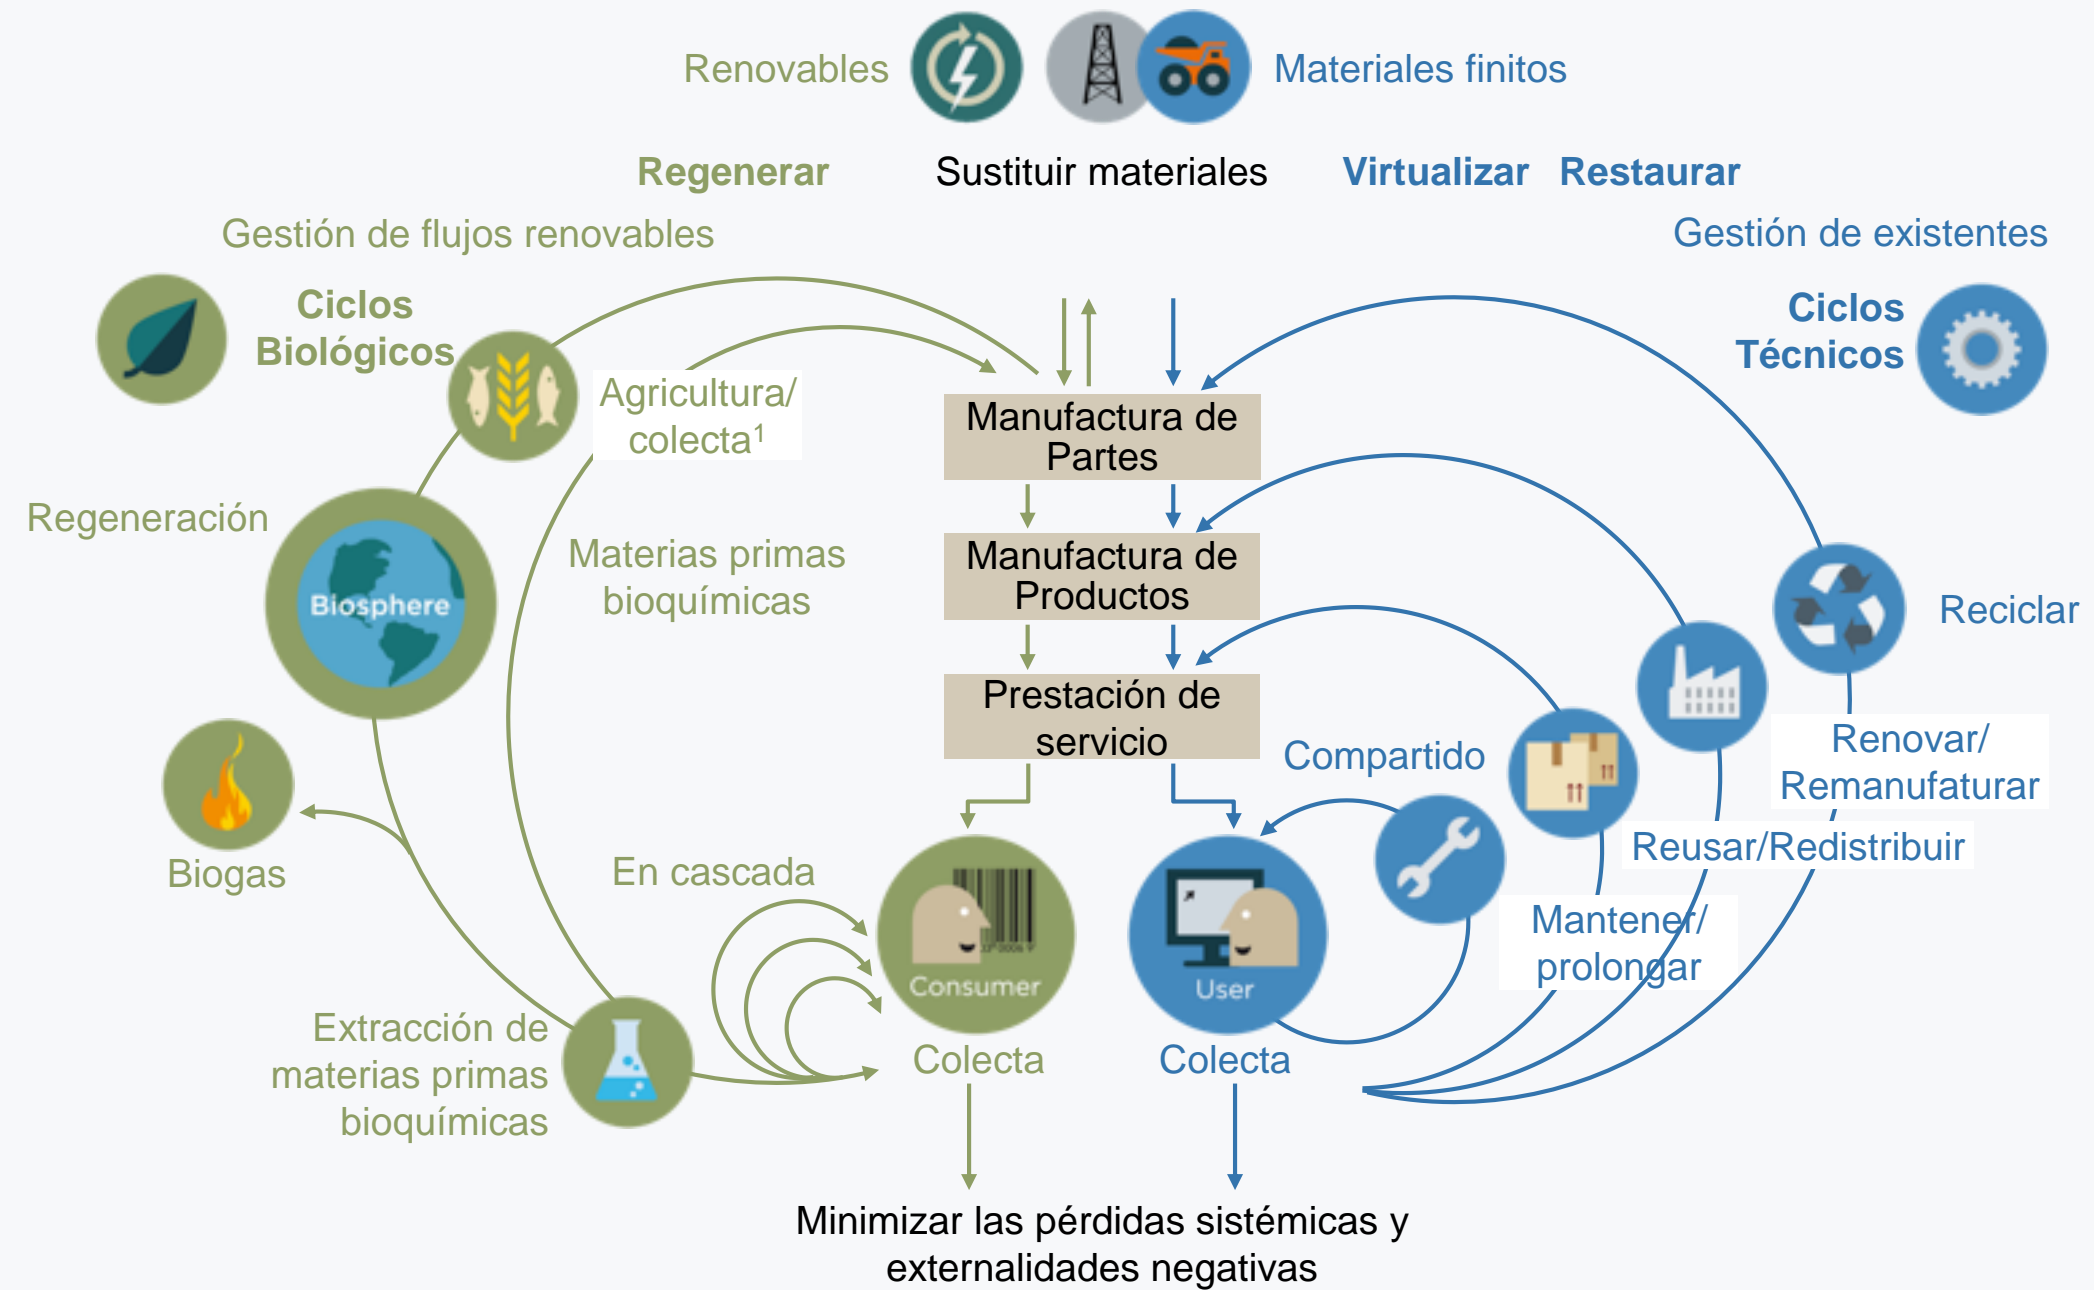 Renovables
Materiales finitos
Regenerar
Sustituir materiales
Virtualizar
Restaurar
Gestión de flujos renovables
Gestión de existentes
Ciclos
Biológicos
Ciclos
Técnicos
Agricultura/
colecta¹
Manufactura de
Partes
Regeneración
Biosphere
Materias primas
bioquímicas
Manufactura de
Productos
Reciclar
Prestación de
servicio
Compartido
Renovar/
Remanufaturar
Biogas
En cascada
Reusar/Redistribuir
Mantener/
prolongar
Consumer
User
Extracción de
materias primas
bioquímicas
Colecta
Colecta
Minimizar las pérdidas sistémicas y
externalidades negativas